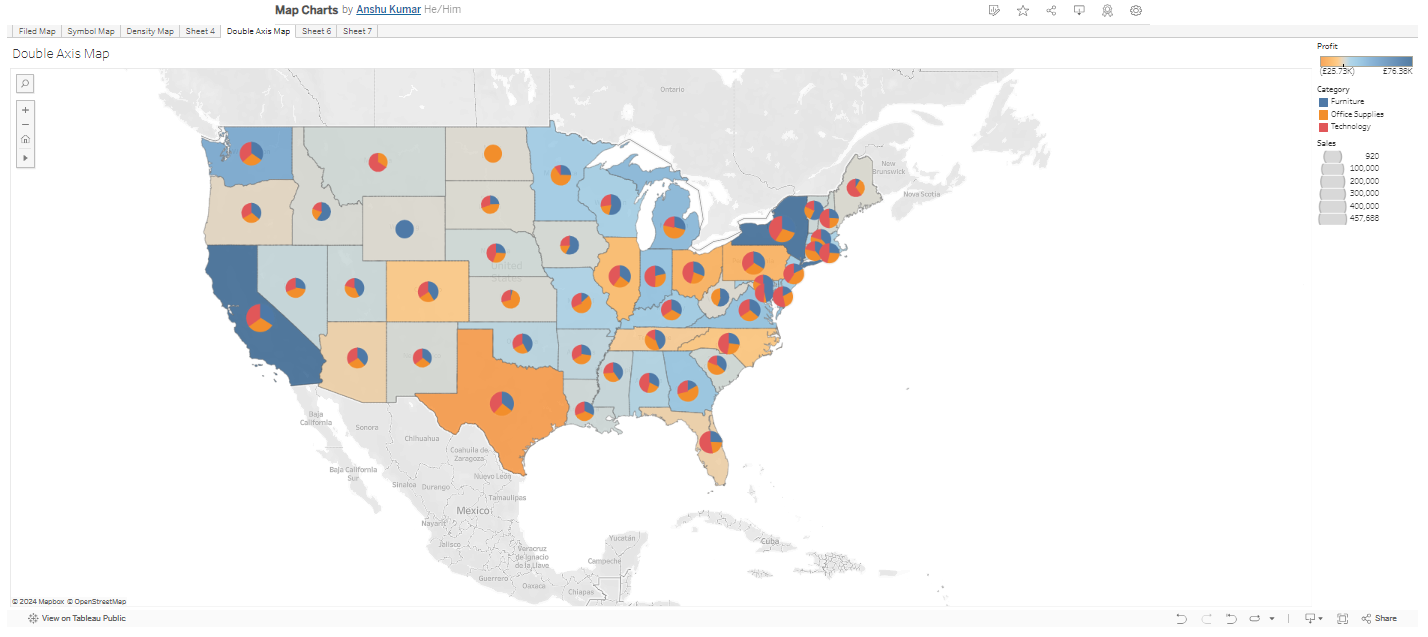 Map Charts by Anshu Kumar He/Him
Filed Map Symbol Map Density Map Sheet 4 Double Axis Map Sheet 6 Sheet 7
Double Axis Map
Profit
(£25.73K) £76.38K
Category
Furniture
Office Supplies
Technology
Sales
920
100,000
200,000
300,000
400,000
457,688
+
−
Ontario
New
Brunswick
Nova Scotia
United
States
Baja
California
Sonora
Chihuahua
Coahuila de
Zaragoza
Baja California
Sur
Sinaloa
Durango
Nuevo León
Tamaulipas
Mexico
Nayarit
Jalisco
Veracruz
de Ignacio
de la Llave
Yucatán
Campeche
Cuba
Guerrero
Oaxaca
Chiapas
© 2024 Mapbox © OpenStreetMap
View on Tableau Public
Share